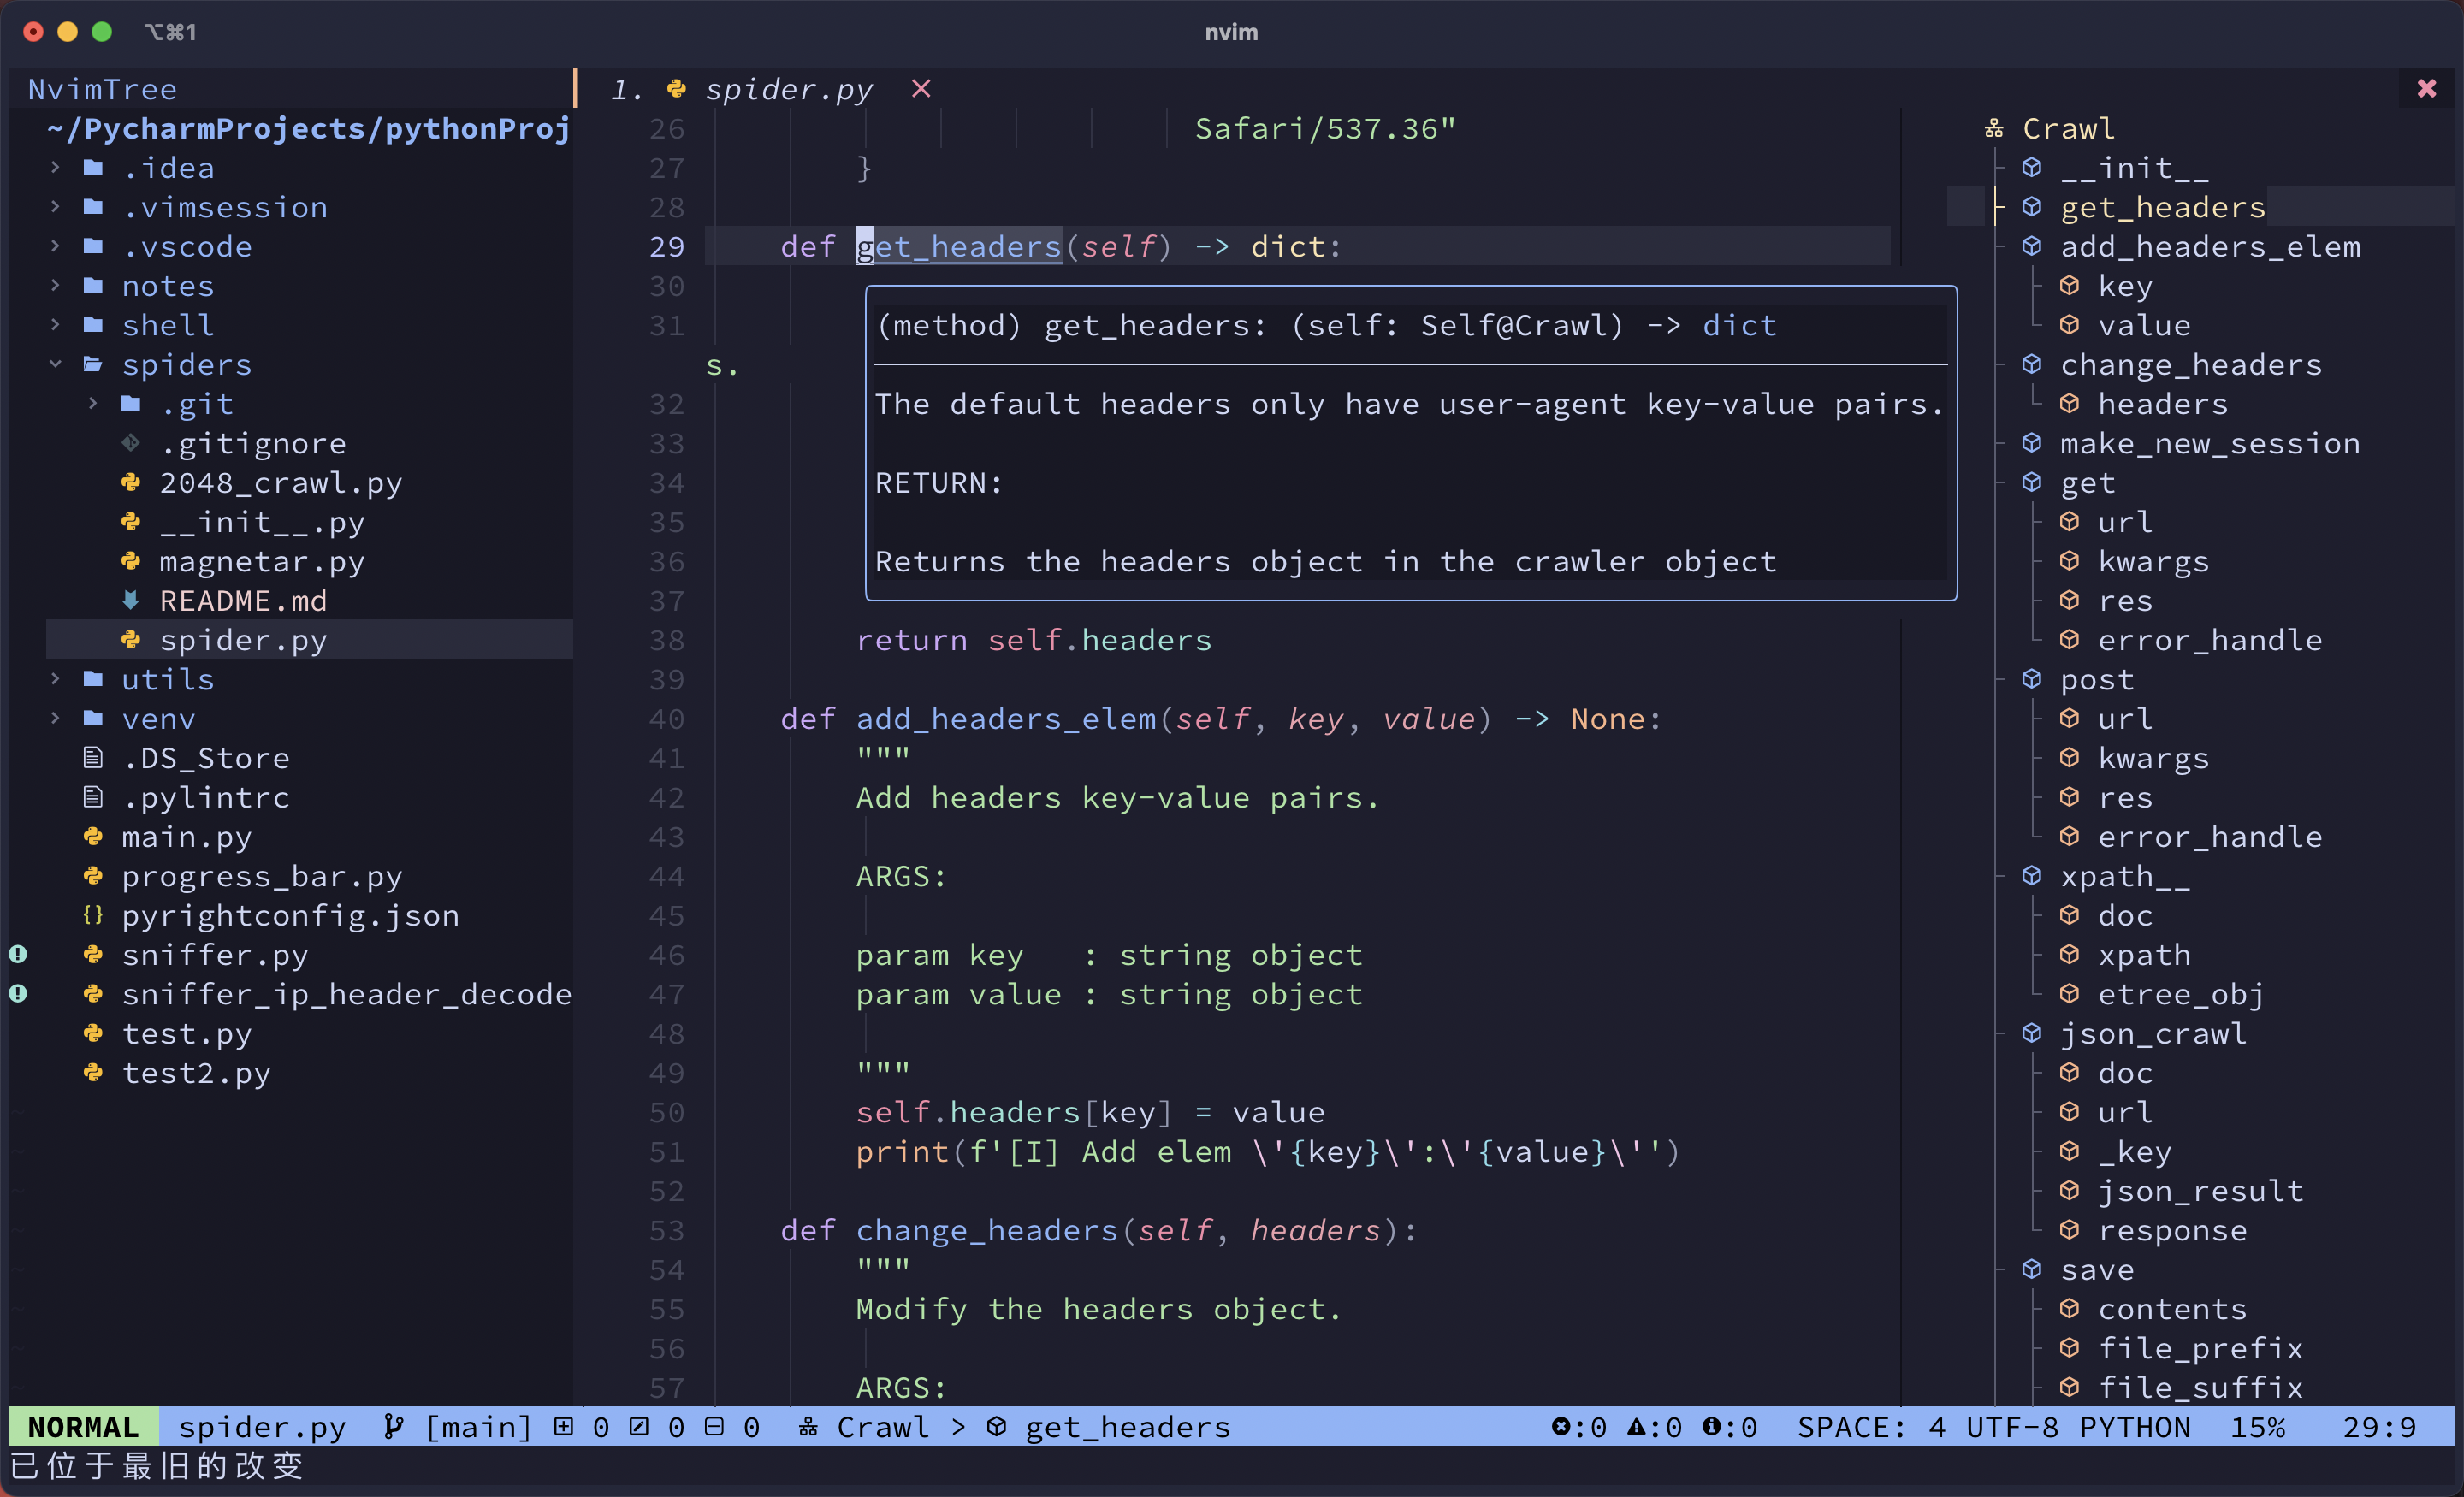 ⌥⌘1
nvim
NvimTree
~/PycharmProjects/pythonProj
.idea
.vimsession
.vscode
notes
shell
spiders
.git
.gitignore
2048_crawl.py
__init__.py
magnetar.py
README.md
spider.py
utils
venv
.DS_Store
.pylintrc
main.py
progress_bar.py
pyrightconfig.json
sniffer.py
sniffer_ip_header_decode
test.py
test2.py
1. spider.py
26 Safari/537.36"
27 }
28
29 def get_headers(self) -> dict:
30
31
s.
32
33
34
35
36
37
(method) get_headers: (self: Self@Crawl) -> dict
The default headers only have user-agent key-value pairs.
RETURN:
Returns the headers object in the crawler object
38 return self.headers
39
40 def add_headers_elem(self, key, value) -> None:
41 """
42 Add headers key-value pairs.
43
44 ARGS:
45
46 param key   : string object
47 param value : string object
48
49 """
50 self.headers[key] = value
51 print(f'[I] Add elem \'{key}\':\'{value}\'')
52
53 def change_headers(self, headers):
54 """
55 Modify the headers object.
56
57 ARGS:
Crawl
__init__
get_headers
add_headers_elem
key
value
change_headers
headers
make_new_session
get
url
kwargs
res
error_handle
post
url
kwargs
res
error_handle
xpath__
doc
xpath
etree_obj
json_crawl
doc
url
_key
json_result
response
save
contents
file_prefix
file_suffix
NORMAL spider.py [main] 0 0 0 Crawl > get_headers :0 :0 :0 SPACE: 4 UTF-8 PYTHON 15% 29:9
已位于最旧的改变